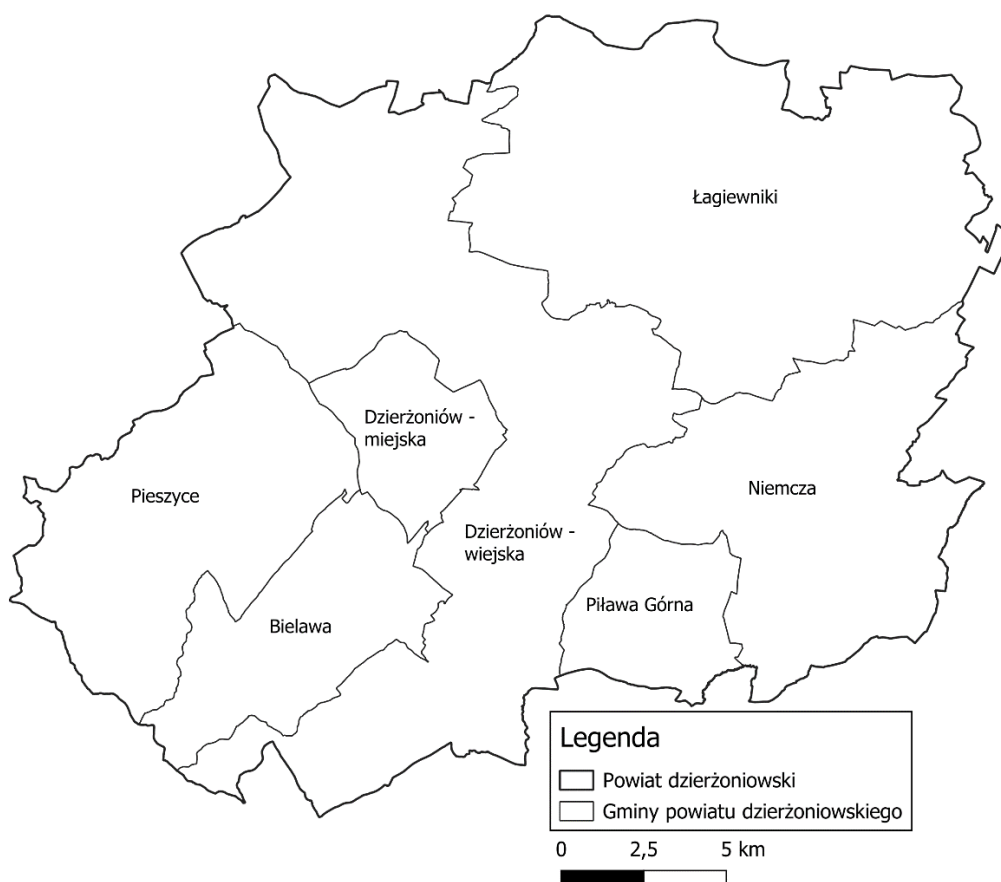 Łagiewniki
Dzierżoniów -
miejska
Pieszyce
Niemcza
Dzierżoniów -
wiejska
Piława Górna
Bielawa
Legenda
Powiat dzierżoniowski
Gminy powiatu dzierżoniowskiego
0 2,5 5 km